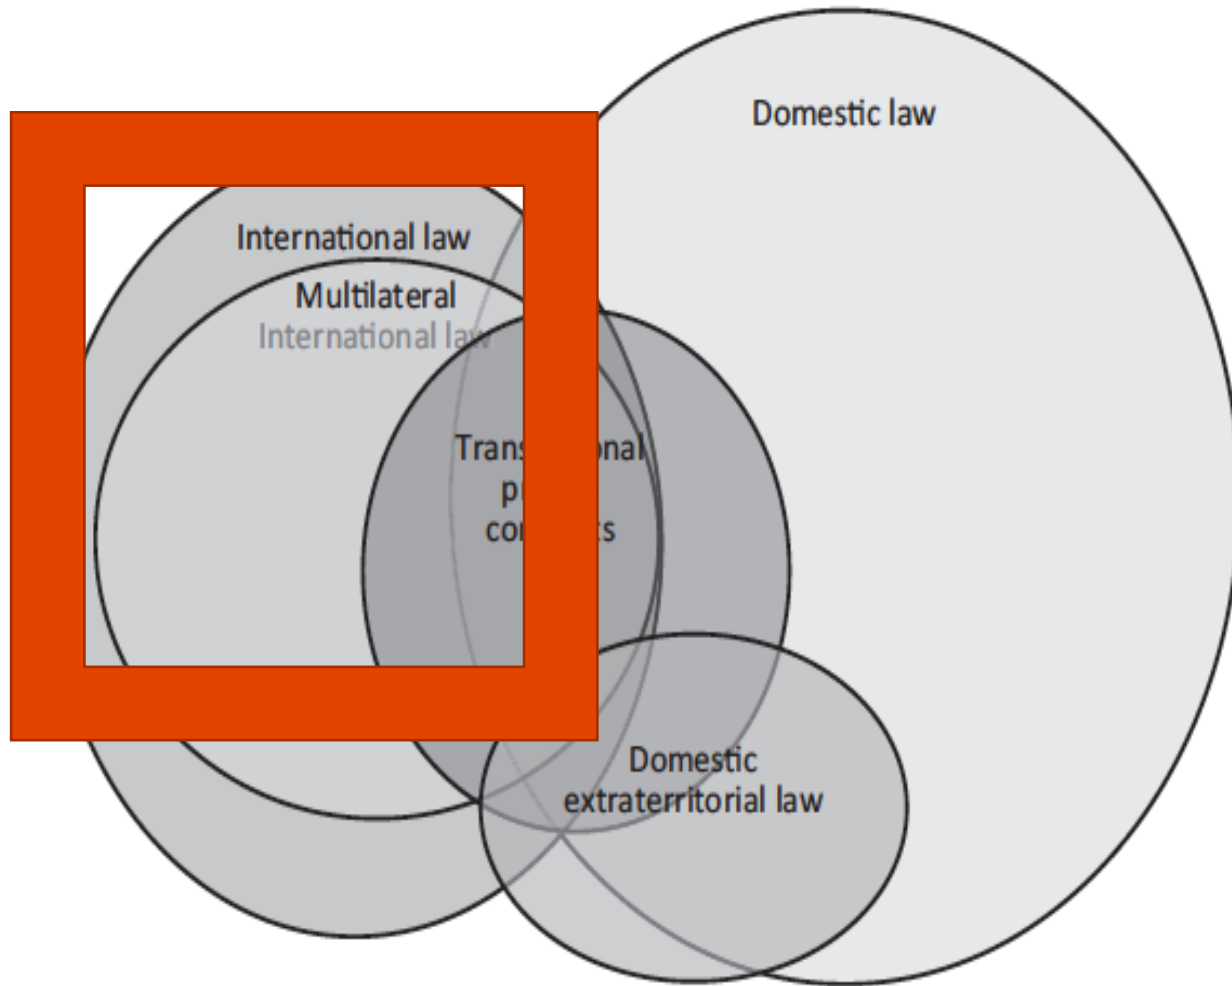 Domestic law
International law
Multilateral
International law
Domestic
extraterritorial law